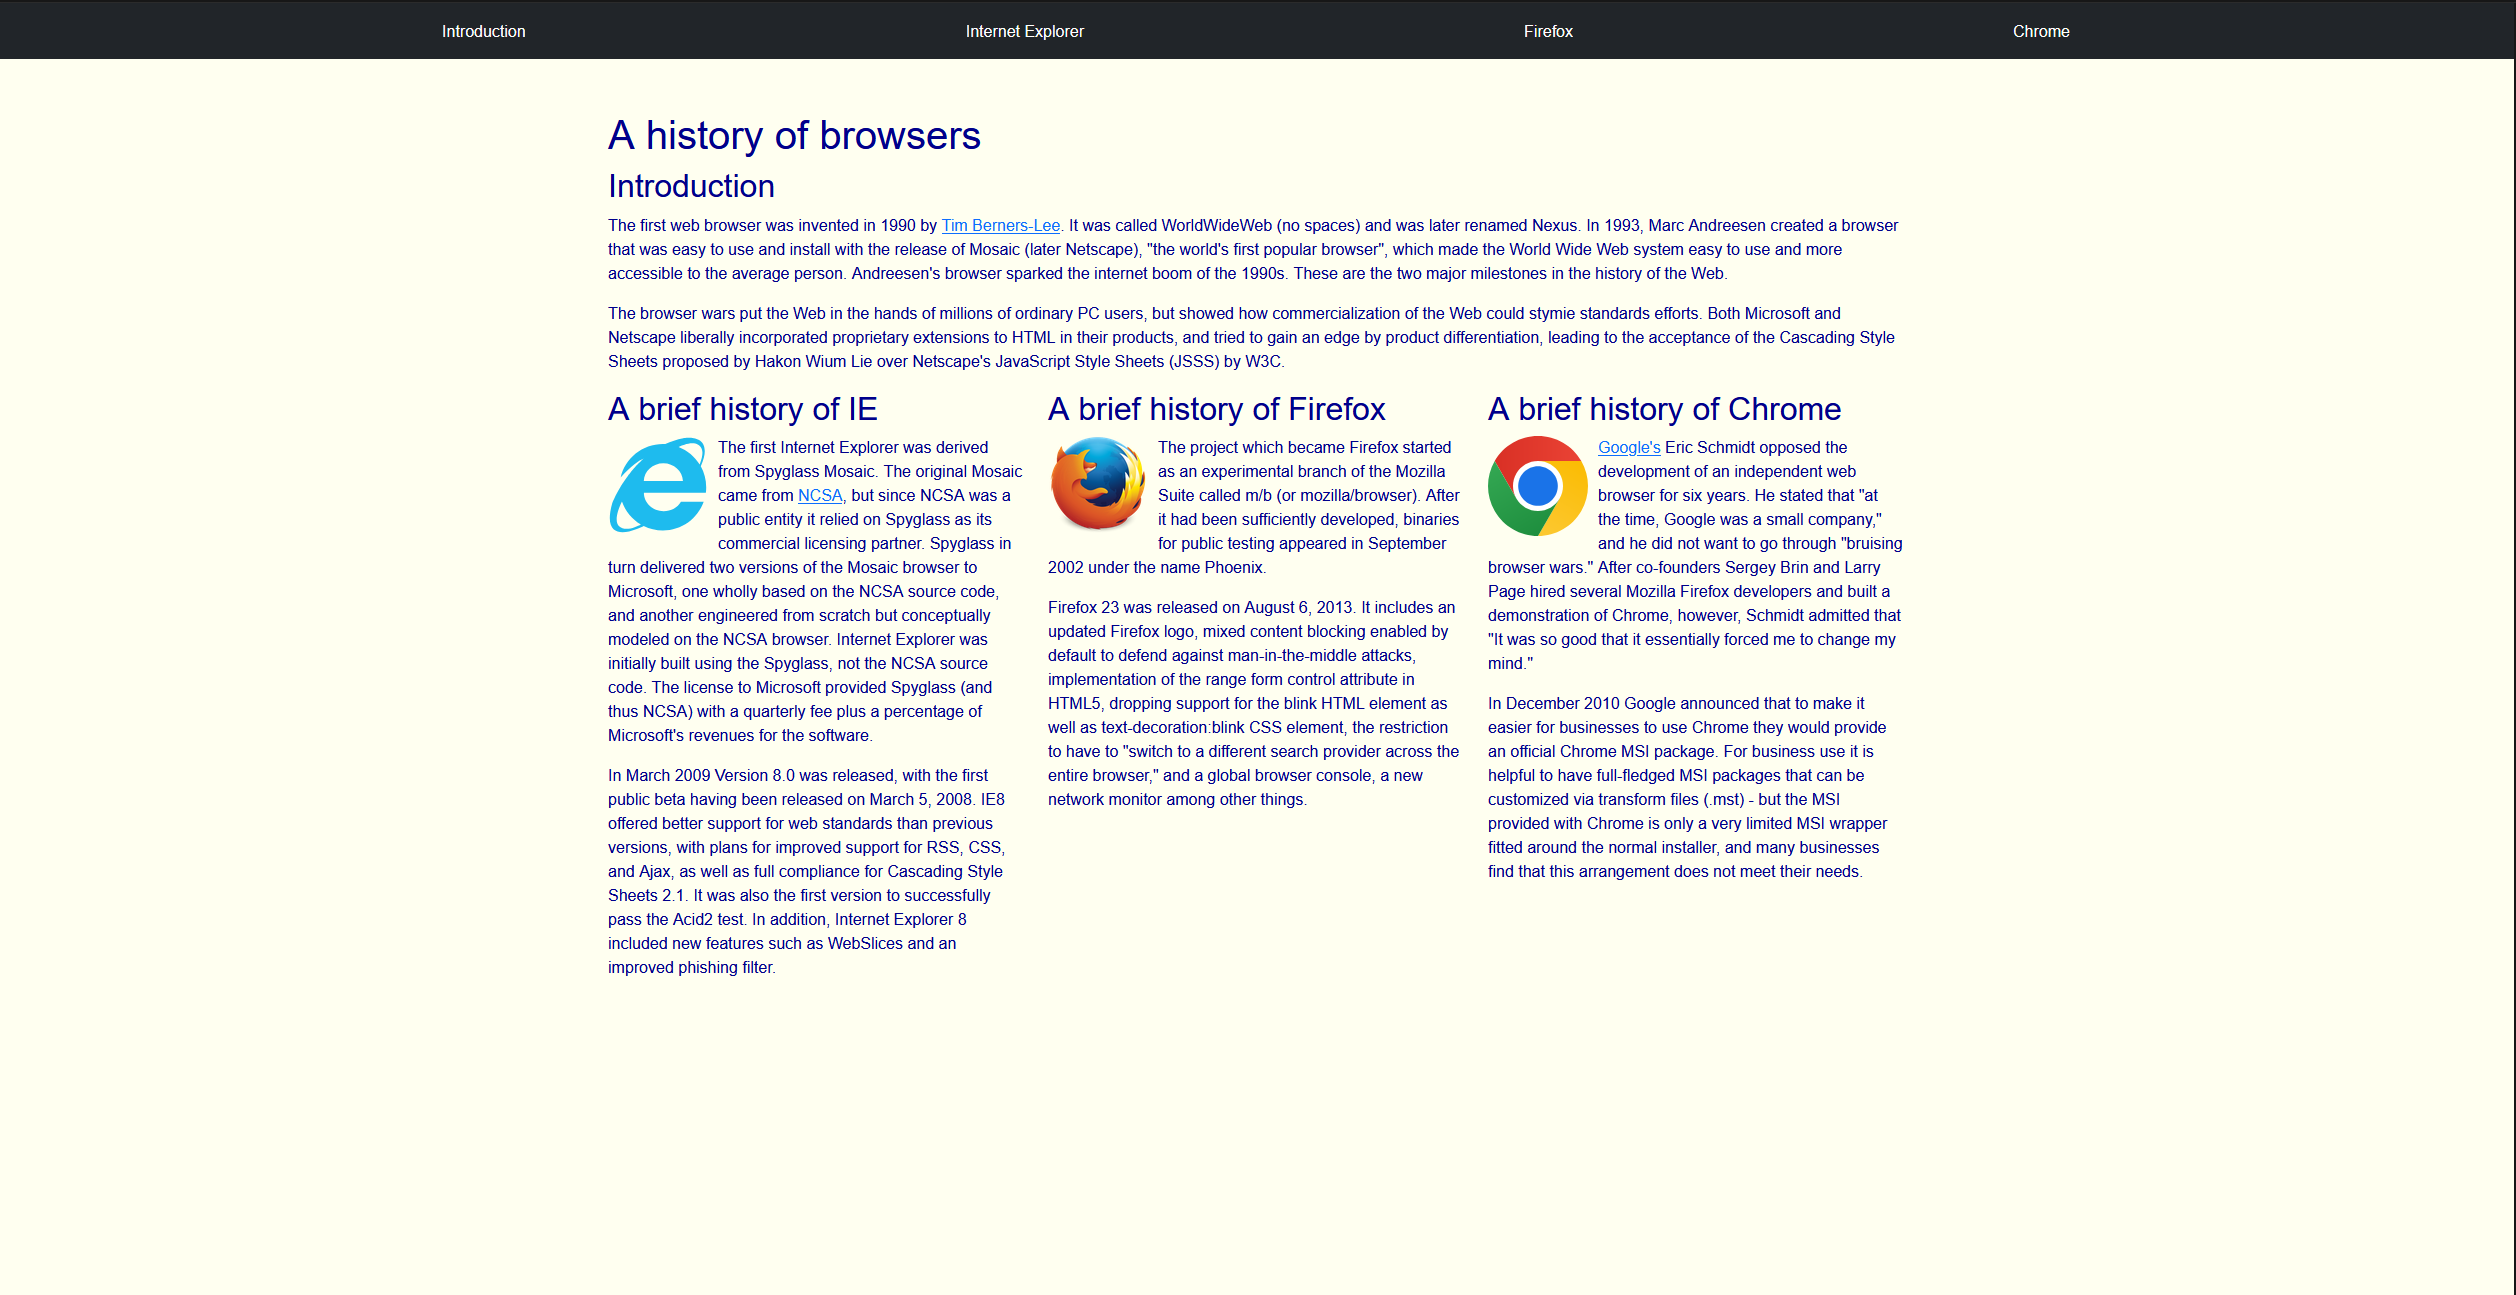 Introduction
Internet Explorer
Firefox
Chrome
A history of browsers
Introduction
The first web browser was invented in 1990 by Tim Berners-Lee. It was called WorldWideWeb (no spaces) and was later renamed Nexus. In 1993, Marc Andreesen created a browser
that was easy to use and install with the release of Mosaic (later Netscape), "the world's first popular browser", which made the World Wide Web system easy to use and more
accessible to the average person. Andreesen's browser sparked the internet boom of the 1990s. These are the two major milestones in the history of the Web.
The browser wars put the Web in the hands of millions of ordinary PC users, but showed how commercialization of the Web could stymie standards efforts. Both Microsoft and
Netscape liberally incorporated proprietary extensions to HTML in their products, and tried to gain an edge by product differentiation, leading to the acceptance of the Cascading Style
Sheets proposed by Hakon Wium Lie over Netscape's JavaScript Style Sheets (JSSS) by W3C.
A brief history of IE
The first Internet Explorer was derived
from Spyglass Mosaic. The original Mosaic
came from NCSA, but since NCSA was a
public entity it relied on Spyglass as its
commercial licensing partner. Spyglass in
turn delivered two versions of the Mosaic browser to
Microsoft, one wholly based on the NCSA source code,
and another engineered from scratch but conceptually
modeled on the NCSA browser. Internet Explorer was
initially built using the Spyglass, not the NCSA source
code. The license to Microsoft provided Spyglass (and
thus NCSA) with a quarterly fee plus a percentage of
Microsoft's revenues for the software.
In March 2009 Version 8.0 was released, with the first
public beta having been released on March 5, 2008. IE8
offered better support for web standards than previous
versions, with plans for improved support for RSS, CSS,
and Ajax, as well as full compliance for Cascading Style
Sheets 2.1. It was also the first version to successfully
pass the Acid2 test. In addition, Internet Explorer 8
included new features such as WebSlices and an
improved phishing filter.
A brief history of Firefox
The project which became Firefox started
as an experimental branch of the Mozilla
Suite called m/b (or mozilla/browser). After
it had been sufficiently developed, binaries
for public testing appeared in September
2002 under the name Phoenix.
Firefox 23 was released on August 6, 2013. It includes an
updated Firefox logo, mixed content blocking enabled by
default to defend against man-in-the-middle attacks,
implementation of the range form control attribute in
HTML5, dropping support for the blink HTML element as
well as text-decoration:blink CSS element, the restriction
to have to "switch to a different search provider across the
entire browser," and a global browser console, a new
network monitor among other things.
A brief history of Chrome
Google's Eric Schmidt opposed the
development of an independent web
browser for six years. He stated that "at
the time, Google was a small company,"
and he did not want to go through "bruising
browser wars." After co-founders Sergey Brin and Larry
Page hired several Mozilla Firefox developers and built a
demonstration of Chrome, however, Schmidt admitted that
"It was so good that it essentially forced me to change my
mind."
In December 2010 Google announced that to make it
easier for businesses to use Chrome they would provide
an official Chrome MSI package. For business use it is
helpful to have full-fledged MSI packages that can be
customized via transform files (.mst) - but the MSI
provided with Chrome is only a very limited MSI wrapper
fitted around the normal installer, and many businesses
find that this arrangement does not meet their needs.